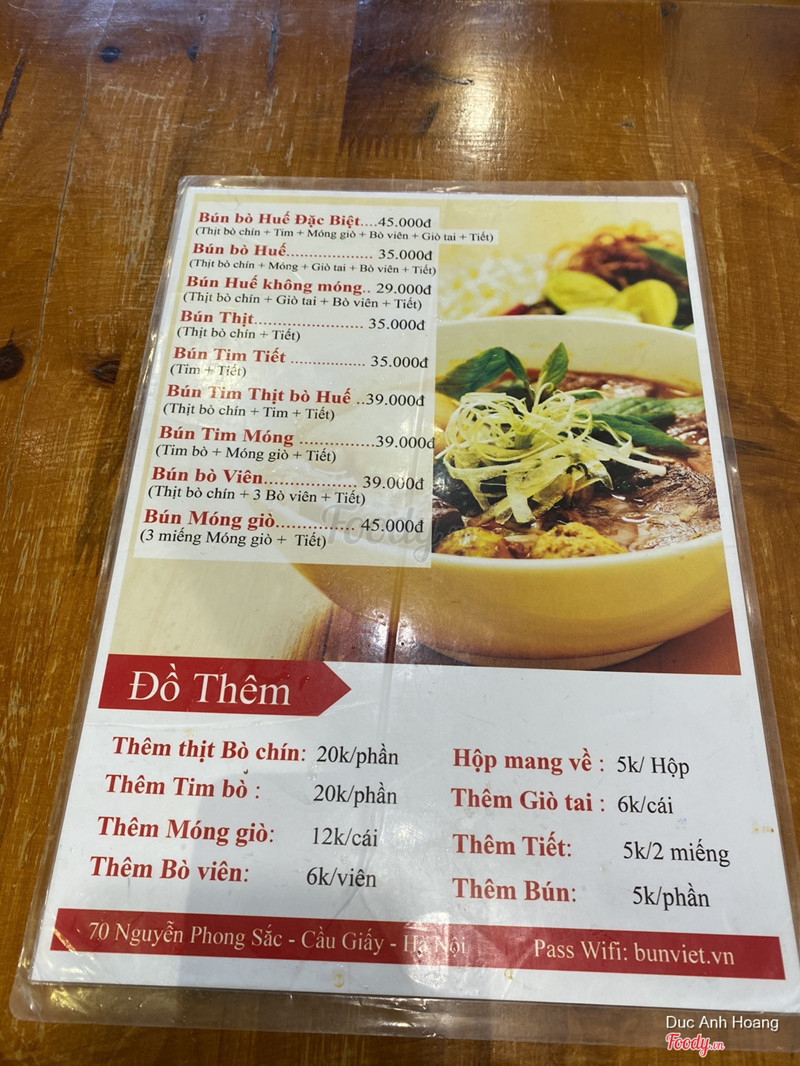 Bún bò Huế Đặc Biệt....45.000đ
(Thịt bò chín + Tim + Móng giò + Bò viên + Giò tai + Tiết)
Bún bò Huế..................... 35.000đ
(Thịt bò chín + Móng + Giò tai + Bò viên + Tiết)
Bún Huế không móng.. 29.000đ
(Thịt bò chín + Giò tai + Bò viên + Tiết)
Bún Thịt........................ 35.000đ
(Thịt bò chín + Tiết)
Bún Tim Tiết ................ 35.000đ
(Tim + Tiết)
Bún Tim Thịt bò Huế ..39.000đ
(Thịt bò chín + Tim + Tiết)
Bún Tim Móng ...............39.000đ
(Tim bò + Móng giò + Tiết)
Bún bò Viên.................. 39.000đ
(Thịt bò chín + 3 Bò viên + Tiết)
Bún Móng giò............... 45.000đ
(3 miếng Móng giò + Tiết)
Foody.vn
Đồ Thêm
Thêm thịt Bò chín: 20k/phần
Thêm Tim bò : 20k/phần
Thêm Móng giò: 12k/cái
Thêm Bò viên: 6k/viên
Hộp mang về : 5k/ Hộp
Thêm Giò tai : 6k/cái
Thêm Tiết: 5k/2 miếng
Thêm Bún: 5k/phần
70 Nguyễn Phong Sắc - Cầu Giấy - Hà Nội Pass Wifi: bunviet.vn
Duc Anh Hoang
Foody.vn